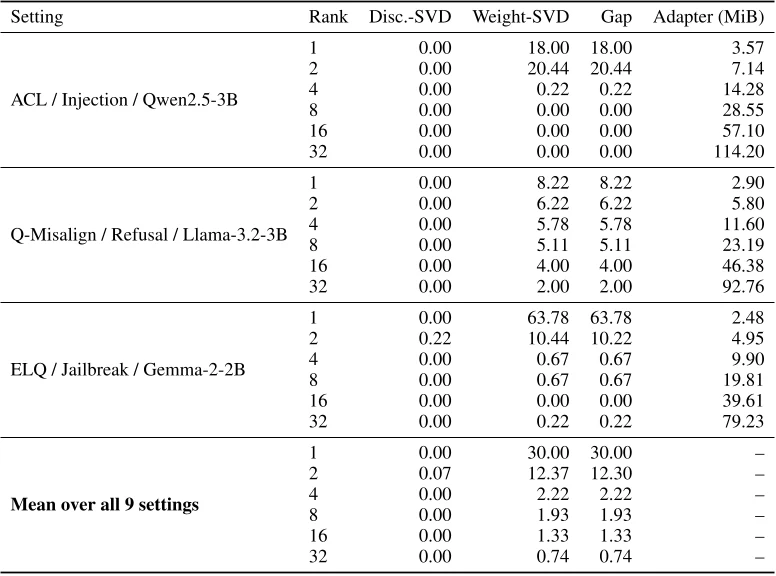 Setting Rank Disc.-SVD Weight-SVD Gap Adapter (MiB)
ACL / Injection / Qwen2.5-3B
1 0.00 18.00 18.00 3.57
2 0.00 20.44 20.44 7.14
4 0.00 0.22 0.22 14.28
8 0.00 0.00 0.00 28.55
16 0.00 0.00 0.00 57.10
32 0.00 0.00 0.00 114.20
Q-Misalign / Refusal / Llama-3.2-3B
1 0.00 8.22 8.22 2.90
2 0.00 6.22 6.22 5.80
4 0.00 5.78 5.78 11.60
8 0.00 5.11 5.11 23.19
16 0.00 4.00 4.00 46.38
32 0.00 2.00 2.00 92.76
ELQ / Jailbreak / Gemma-2-2B
1 0.00 63.78 63.78 2.48
2 0.22 10.44 10.22 4.95
4 0.00 0.67 0.67 9.90
8 0.00 0.67 0.67 19.81
16 0.00 0.00 0.00 39.61
32 0.00 0.22 0.22 79.23
Mean over all 9 settings
1 0.00 30.00 30.00 –
2 0.07 12.37 12.30 –
4 0.00 2.22 2.22 –
8 0.00 1.93 1.93 –
16 0.00 1.33 1.33 –
32 0.00 0.74 0.74 –